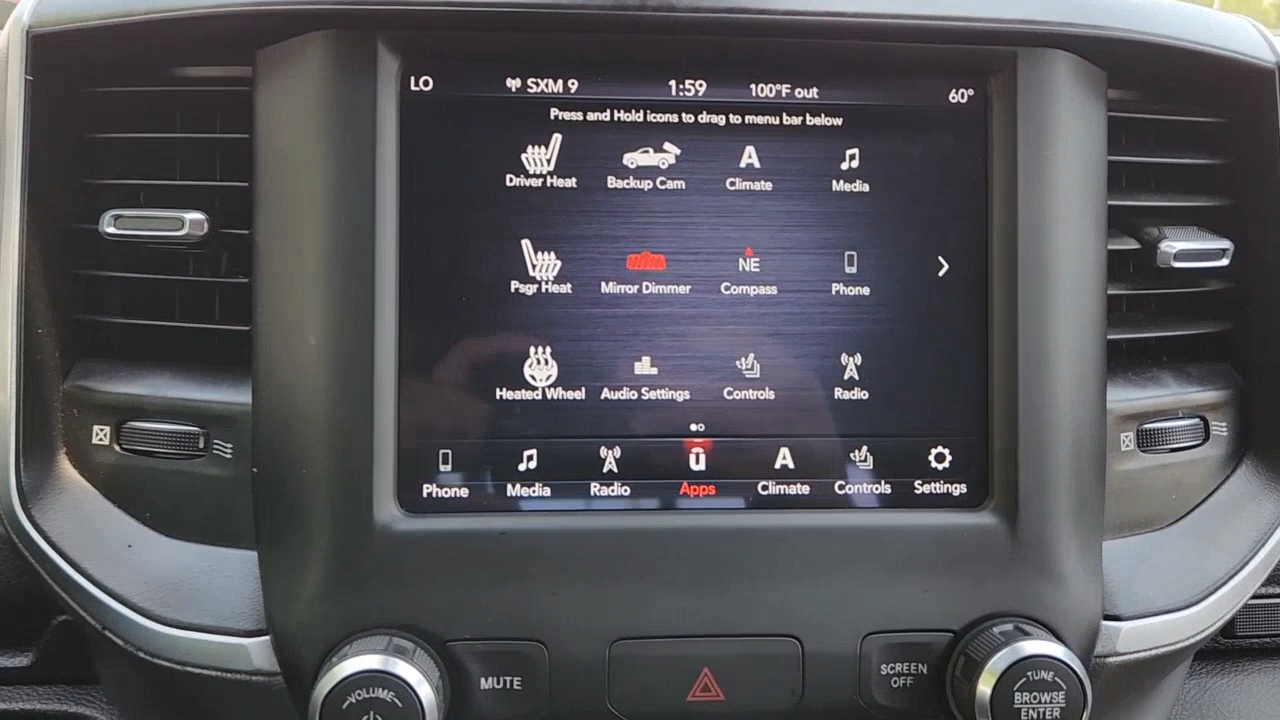 LO SXM 9 1:59 100°F out 60°
Press and Hold icons to drag to menu bar below
A
Driver Heat Backup Cam Climate Media
NE
Psgr Heat Mirror Dimmer Compass Phone
Heated Wheel Audio Settings Controls Radio
A
Phone Media Radio Apps Climate Controls Settings
VOLUME
MUTE
SCREEN
OFF
TUNE
BROWSE
ENTER